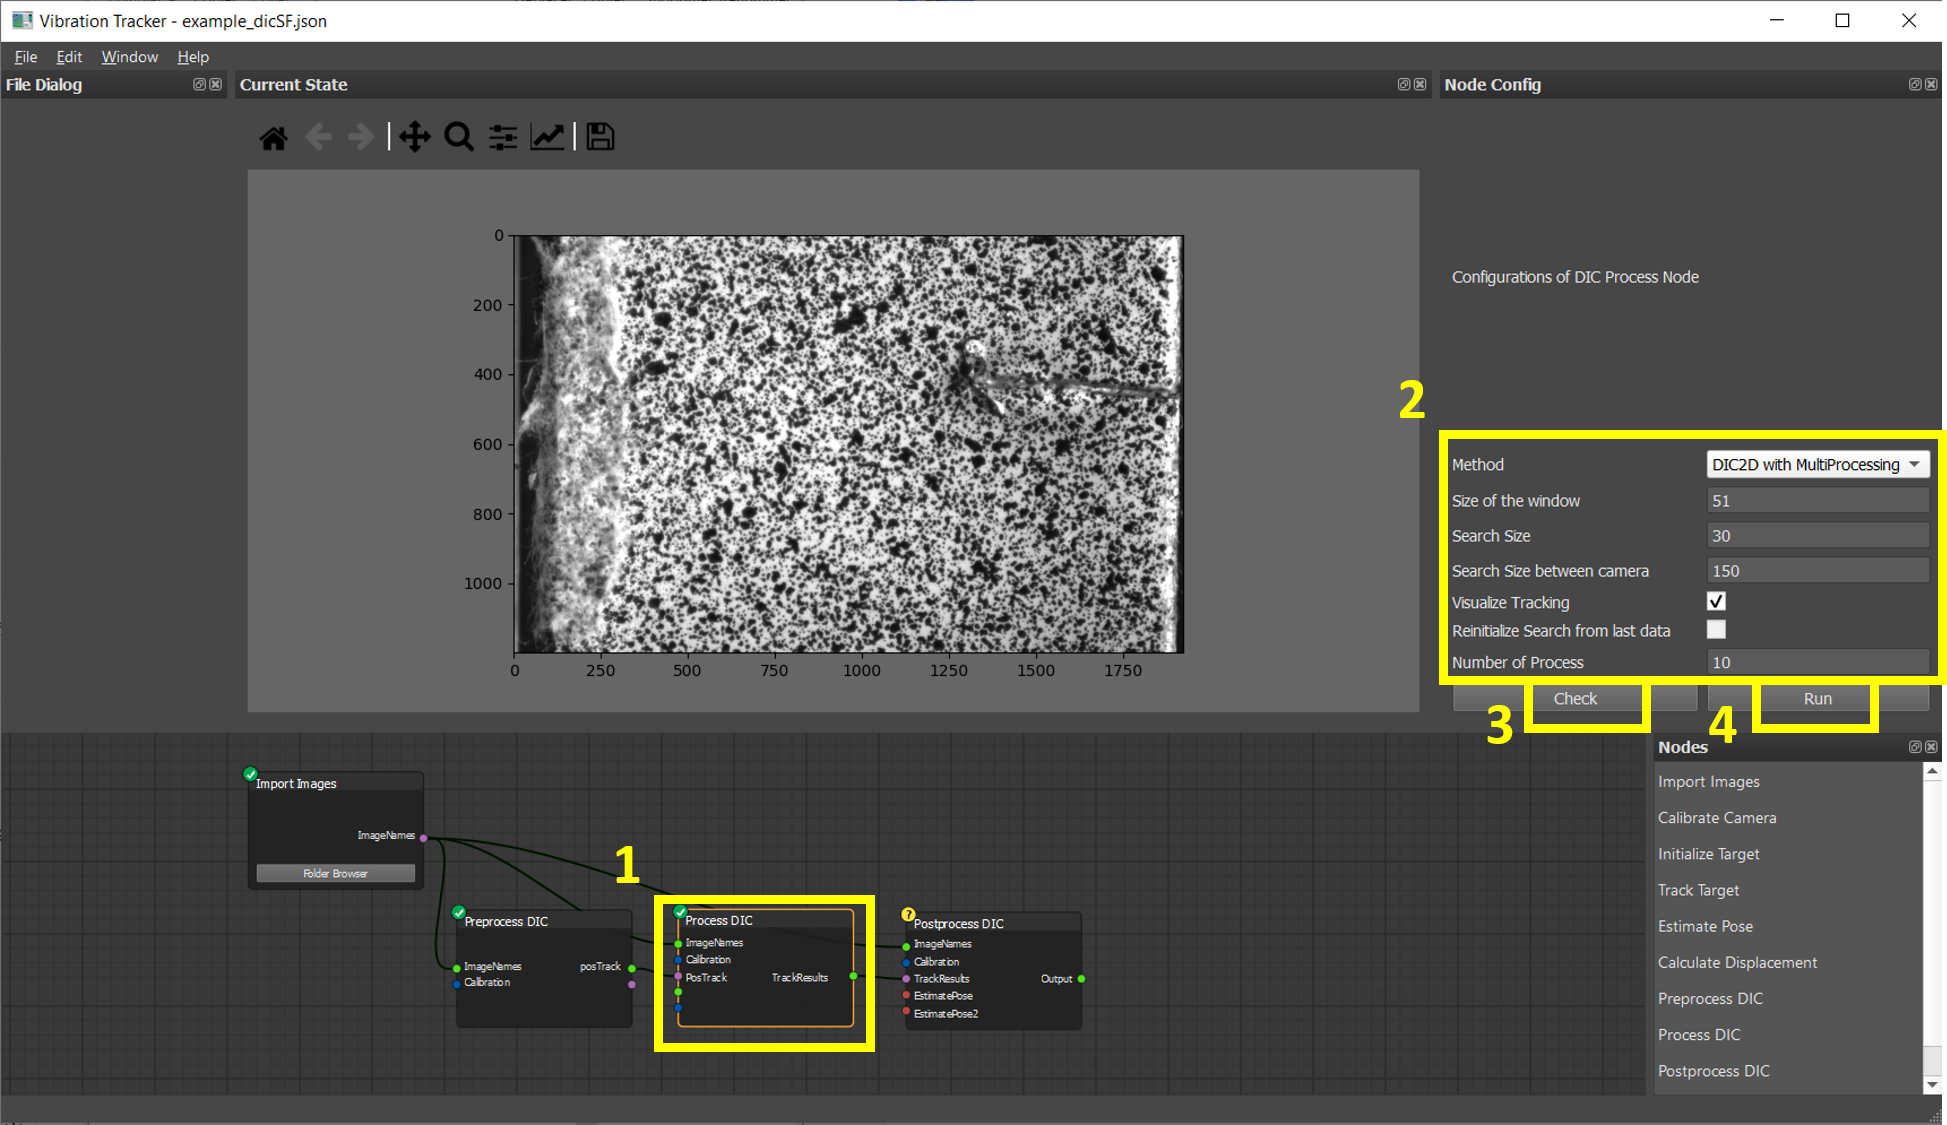 Vibration Tracker - example_dicSF.json
File Edit Window Help
File Dialog
Current State
Node Config
0
200
400
600
800
1000
0 250 500 750 1000 1250 1500 1750
Configurations of DIC Process Node
2
Method DIC2D with MultiProcessing
Size of the window 51
Search Size 30
Search Size between camera 150
Visualize Tracking
Reinitialize Search from last data
Number of Process 10
3 Check 4 Run
Import Images
ImageNames
Folder Browser
Preprocess DIC
ImageNames posTrack
Calibration
1
Process DIC
ImageNames
Calibration
PosTrack TrackResults
Postprocess DIC
ImageNames
Calibration
TrackResults Output
EstimatePose
EstimatePose2
Nodes
Import Images
Calibrate Camera
Initialize Target
Track Target
Estimate Pose
Calculate Displacement
Preprocess DIC
Process DIC
Postprocess DIC